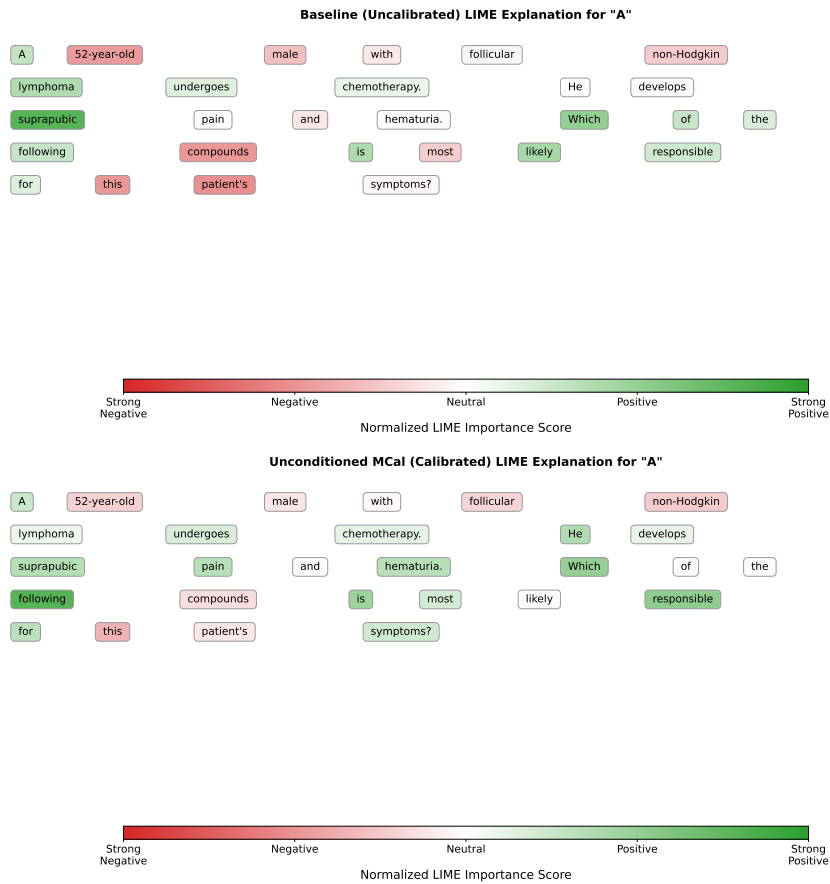 Baseline (Uncalibrated) LIME Explanation for "A"
A 52-year-old male with follicular non-Hodgkin
lymphoma undergoes chemotherapy. He develops
suprapubic pain and hematuria. Which of the
following compounds is most likely responsible
for this patient's symptoms?
Strong Negative Negative Neutral Positive Strong Positive
Normalized LIME Importance Score
Unconditioned MCal (Calibrated) LIME Explanation for "A"
A 52-year-old male with follicular non-Hodgkin
lymphoma undergoes chemotherapy. He develops
suprapubic pain and hematuria. Which of the
following compounds is most likely responsible
for this patient's symptoms?
Strong Negative Negative Neutral Positive Strong Positive
Normalized LIME Importance Score